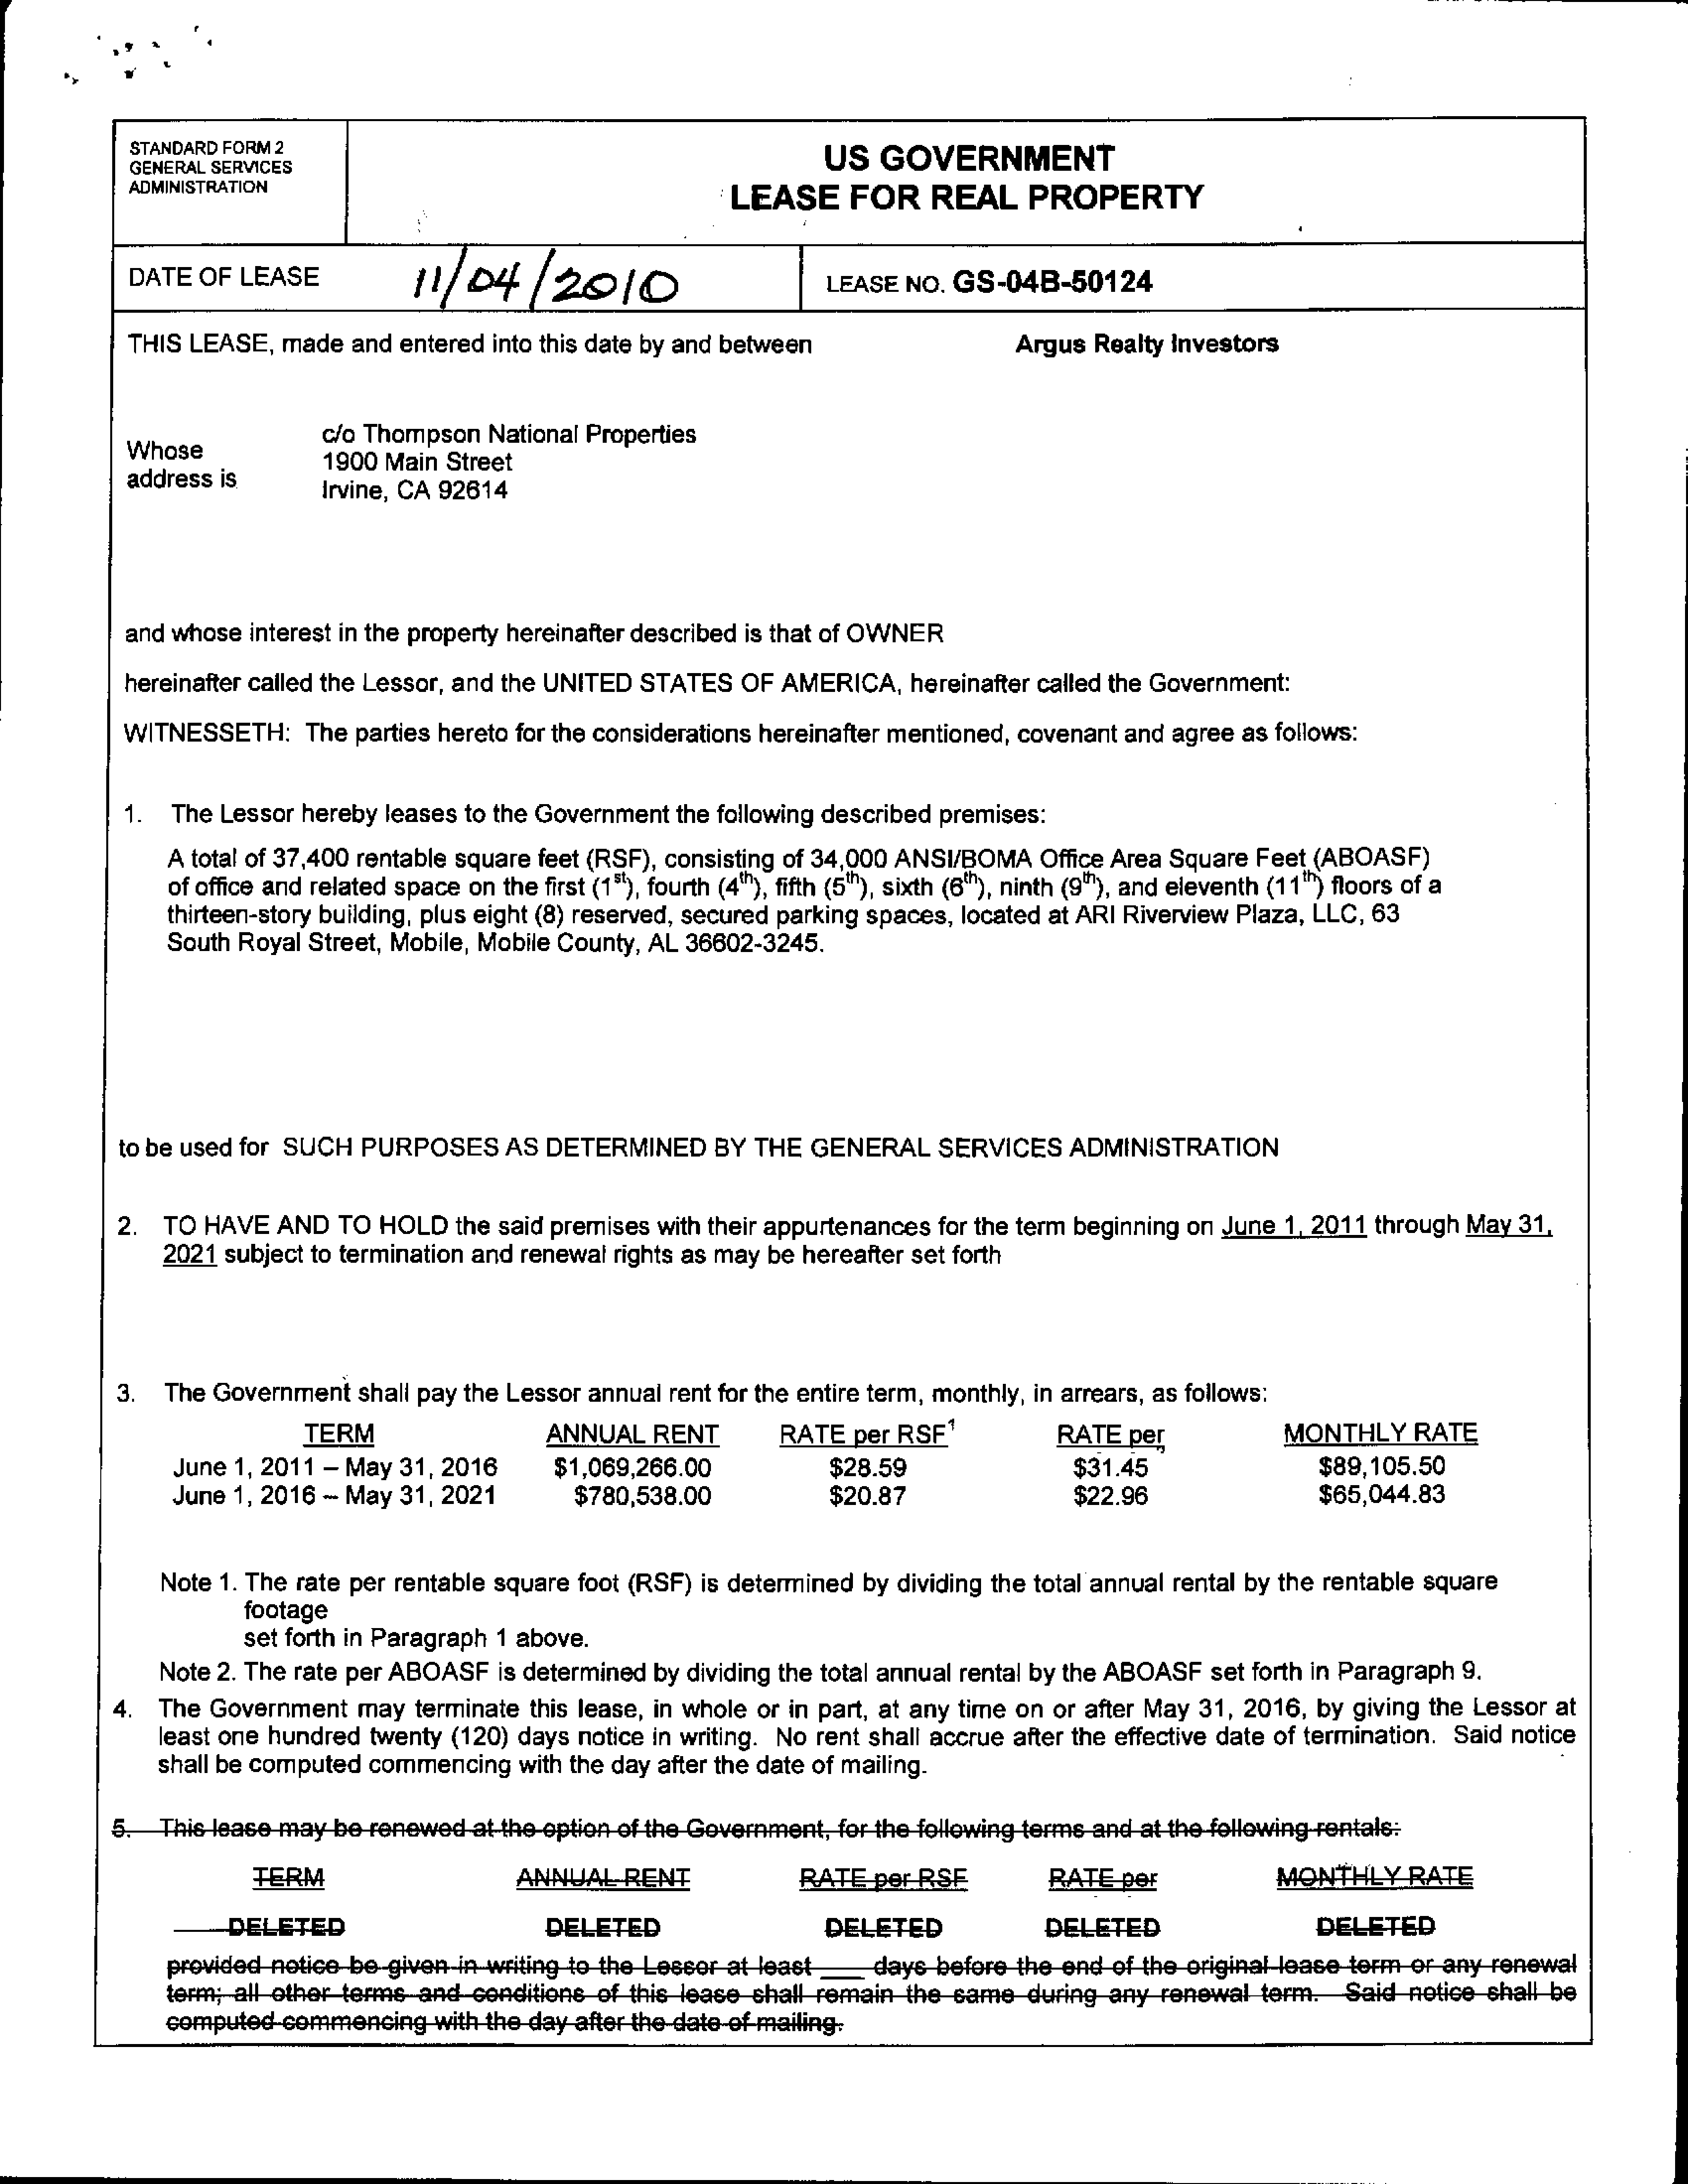 STANDARD FORM 2
GENERAL SERVICES
ADMINISTRATION
US GOVERNMENT
LEASE FOR REAL PROPERTY
DATE OF LEASE 11/04/2010 LEASE NO. GS-04B-50124
THIS LEASE, made and entered into this date by and between Argus Realty Investors
Whose
address is
c/o Thompson National Properties
1900 Main Street
Irvine, CA 92614
and whose interest in the property hereinafter described is that of OWNER
hereinafter called the Lessor, and the UNITED STATES OF AMERICA, hereinafter called the Government:
WITNESSETH: The parties hereto for the considerations hereinafter mentioned, covenant and agree as follows:
1. The Lessor hereby leases to the Government the following described premises:
A total of 37,400 rentable square feet (RSF), consisting of 34,000 ANSI/BOMA Office Area Square Feet (ABOASF)
of office and related space on the first (1st), fourth (4th), fifth (5th), sixth (6th), ninth (9th), and eleventh (11th) floors of a
thirteen-story building, plus eight (8) reserved, secured parking spaces, located at ARI Riverview Plaza, LLC, 63
South Royal Street, Mobile, Mobile County, AL 36602-3245.
to be used for SUCH PURPOSES AS DETERMINED BY THE GENERAL SERVICES ADMINISTRATION
2. TO HAVE AND TO HOLD the said premises with their appurtenances for the term beginning on June 1, 2011 through May 31,
2021 subject to termination and renewal rights as may be hereafter set forth
3. The Government shall pay the Lessor annual rent for the entire term, monthly, in arrears, as follows:
TERM ANNUAL RENT RATE per RSF1 RATE per MONTHLY RATE
June 1, 2011 – May 31, 2016 $1,069,266.00 $28.59 $31.45 $89,105.50
June 1, 2016 – May 31, 2021 $780,538.00 $20.87 $22.96 $65,044.83
Note 1. The rate per rentable square foot (RSF) is determined by dividing the total annual rental by the rentable square
footage
set forth in Paragraph 1 above.
Note 2. The rate per ABOASF is determined by dividing the total annual rental by the ABOASF set forth in Paragraph 9.
4. The Government may terminate this lease, in whole or in part, at any time on or after May 31, 2016, by giving the Lessor at
least one hundred twenty (120) days notice in writing. No rent shall accrue after the effective date of termination. Said notice
shall be computed commencing with the day after the date of mailing.
5. This lease may be renewed at the option of the Government, for the following terms and at the following rentals:
TERM ANNUAL RENT RATE per RSF RATE per MONTHLY RATE
DELETED DELETED DELETED DELETED DELETED
provided notice be given in writing to the Lessor at least ___ days before the end of the original lease term or any renewal
term; all other terms and conditions of this lease shall remain the same during any renewal term. Said notice shall be
computed commencing with the day after the date of mailing.